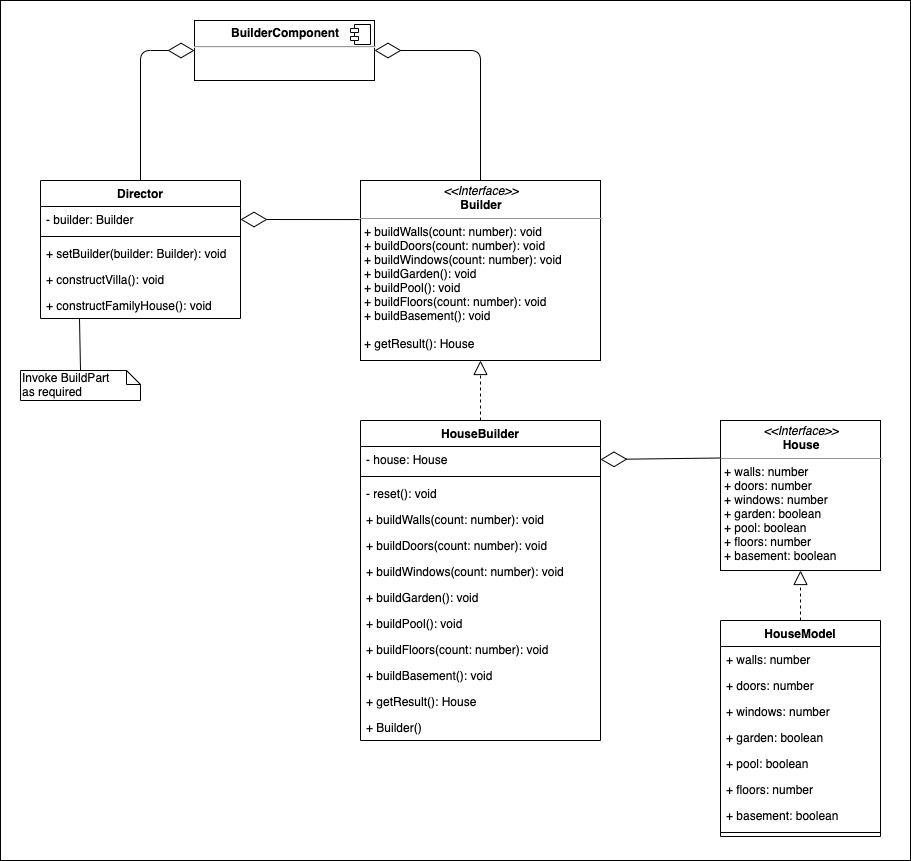 BuilderComponent
Director
- builder: Builder
+ setBuilder(builder: Builder): void
+ constructVilla(): void
+ constructFamilyHouse(): void
Invoke BuildPart
as required
<<Interface>>
Builder
+ buildWalls(count: number): void
+ buildDoors(count: number): void
+ buildWindows(count: number): void
+ buildGarden(): void
+ buildPool(): void
+ buildFloors(count: number): void
+ buildBasement(): void
+ getResult(): House
HouseBuilder
- house: House
- reset(): void
+ buildWalls(count: number): void
+ buildDoors(count: number): void
+ buildWindows(count: number): void
+ buildGarden(): void
+ buildPool(): void
+ buildFloors(count: number): void
+ buildBasement(): void
+ getResult(): House
+ Builder()
<<Interface>>
House
+ walls: number
+ doors: number
+ windows: number
+ garden: boolean
+ pool: boolean
+ floors: number
+ basement: boolean
HouseModel
+ walls: number
+ doors: number
+ windows: number
+ garden: boolean
+ pool: boolean
+ floors: number
+ basement: boolean